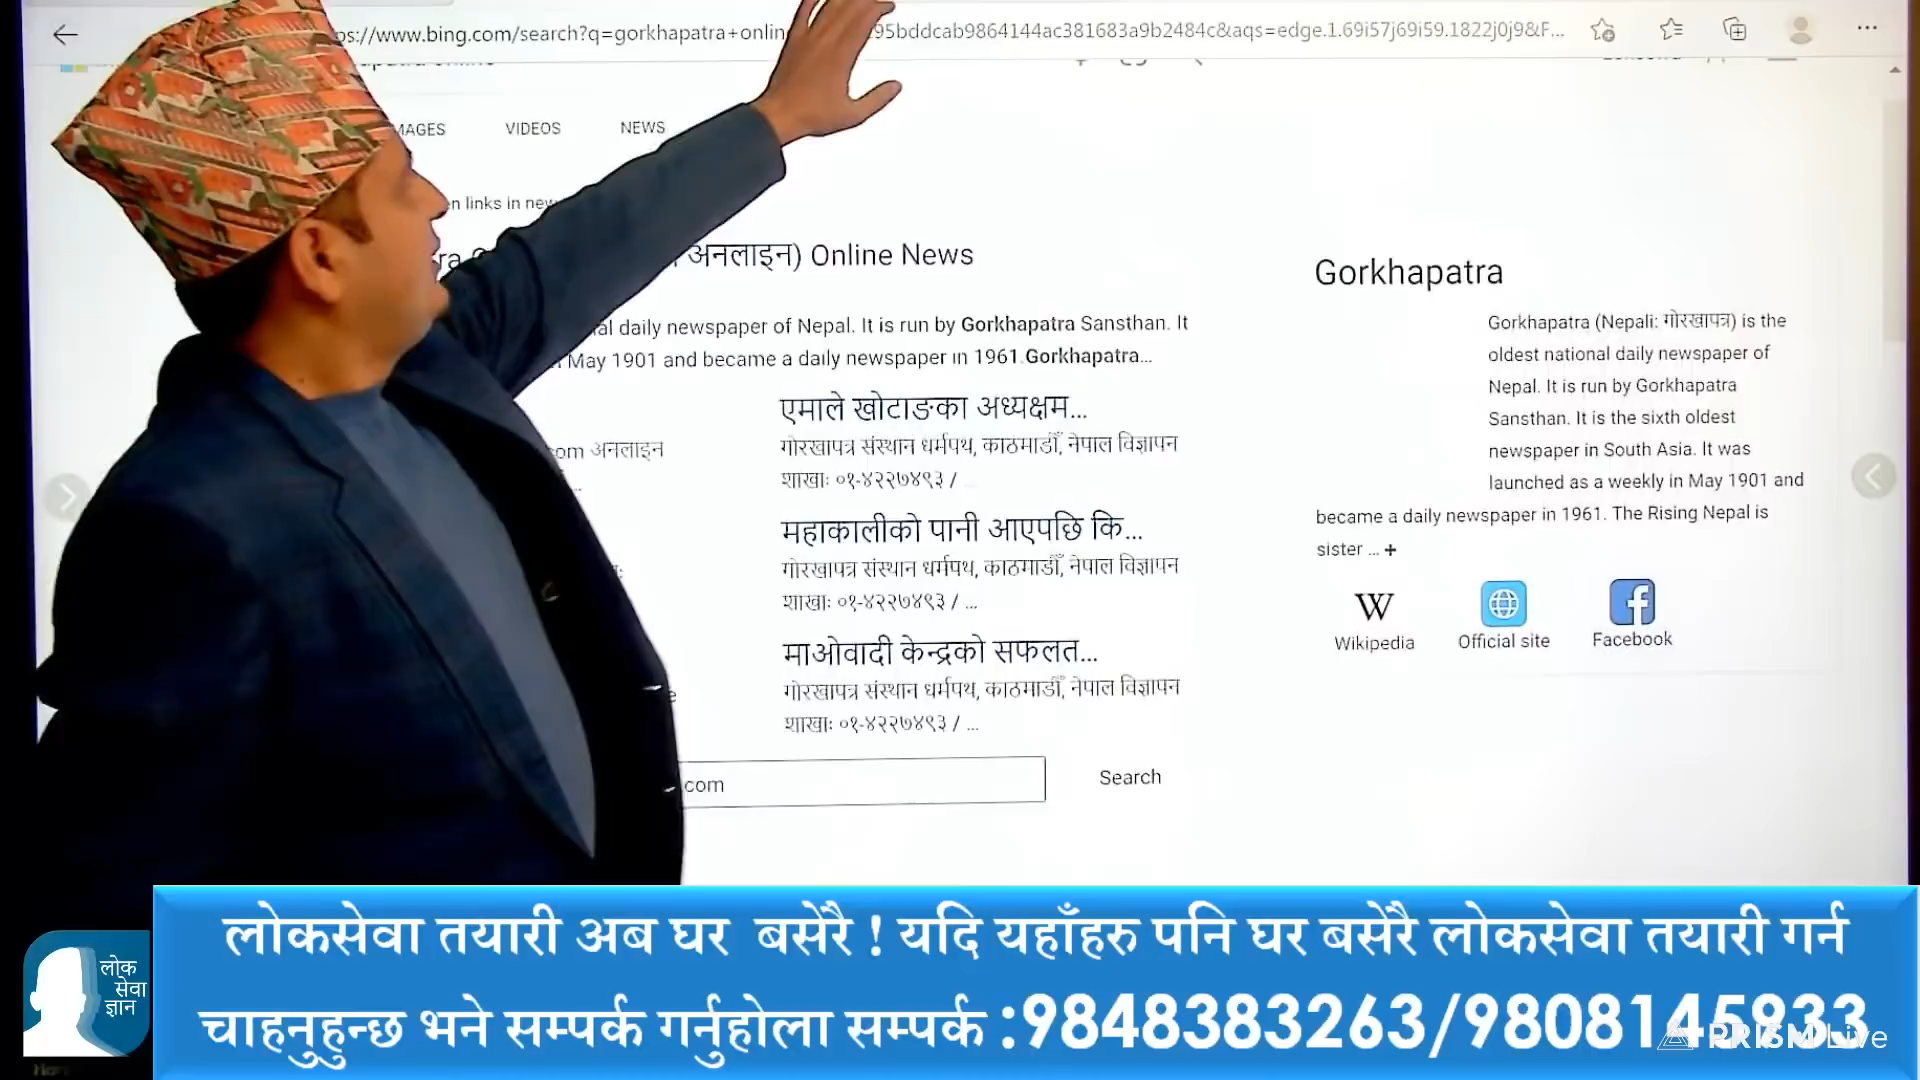 ps://www.bing.com/search?q=gorkhapatra+onlin
95bddcab9864144ac381683a9b2484c&aqs=edge.1.69i57j69i59.1822j0j9&F...
MAGES VIDEOS NEWS
en links in new
अनलाइन) Online News
al daily newspaper of Nepal. It is run by Gorkhapatra Sansthan. It
May 1901 and became a daily newspaper in 1961.Gorkhapatra...
com अनलाइन
एमाले खोटाङका अध्यक्षम...
गोरखापत्र संस्थान धर्मपथ, काठमाडौँ, नेपाल विज्ञापन
शाखाः ०१-४२२७४९३ / ...
महाकालीको पानी आएपछि कि...
गोरखापत्र संस्थान धर्मपथ, काठमाडौँ, नेपाल विज्ञापन
शाखाः ०१-४२२७४९३ / ...
माओवादी केन्द्रको सफलत...
गोरखापत्र संस्थान धर्मपथ, काठमाडौँ, नेपाल विज्ञापन
शाखाः ०१-४२२७४९३ / ...
com Search
Gorkhapatra
Gorkhapatra (Nepali: गोरखापत्र) is the
oldest national daily newspaper of
Nepal. It is run by Gorkhapatra
Sansthan. It is the sixth oldest
newspaper in South Asia. It was
launched as a weekly in May 1901 and
became a daily newspaper in 1961. The Rising Nepal is
sister ... +
W
Wikipedia Official site Facebook
लोक
सेवा
ज्ञान
लोकसेवा तयारी अब घर बसेरै ! यदि यहाँहरु पनि घर बसेरै लोकसेवा तयारी गर्न
चाहनुहुन्छ भने सम्पर्क गर्नुहोला सम्पर्क :9848383263/9808145933
PRISM Live